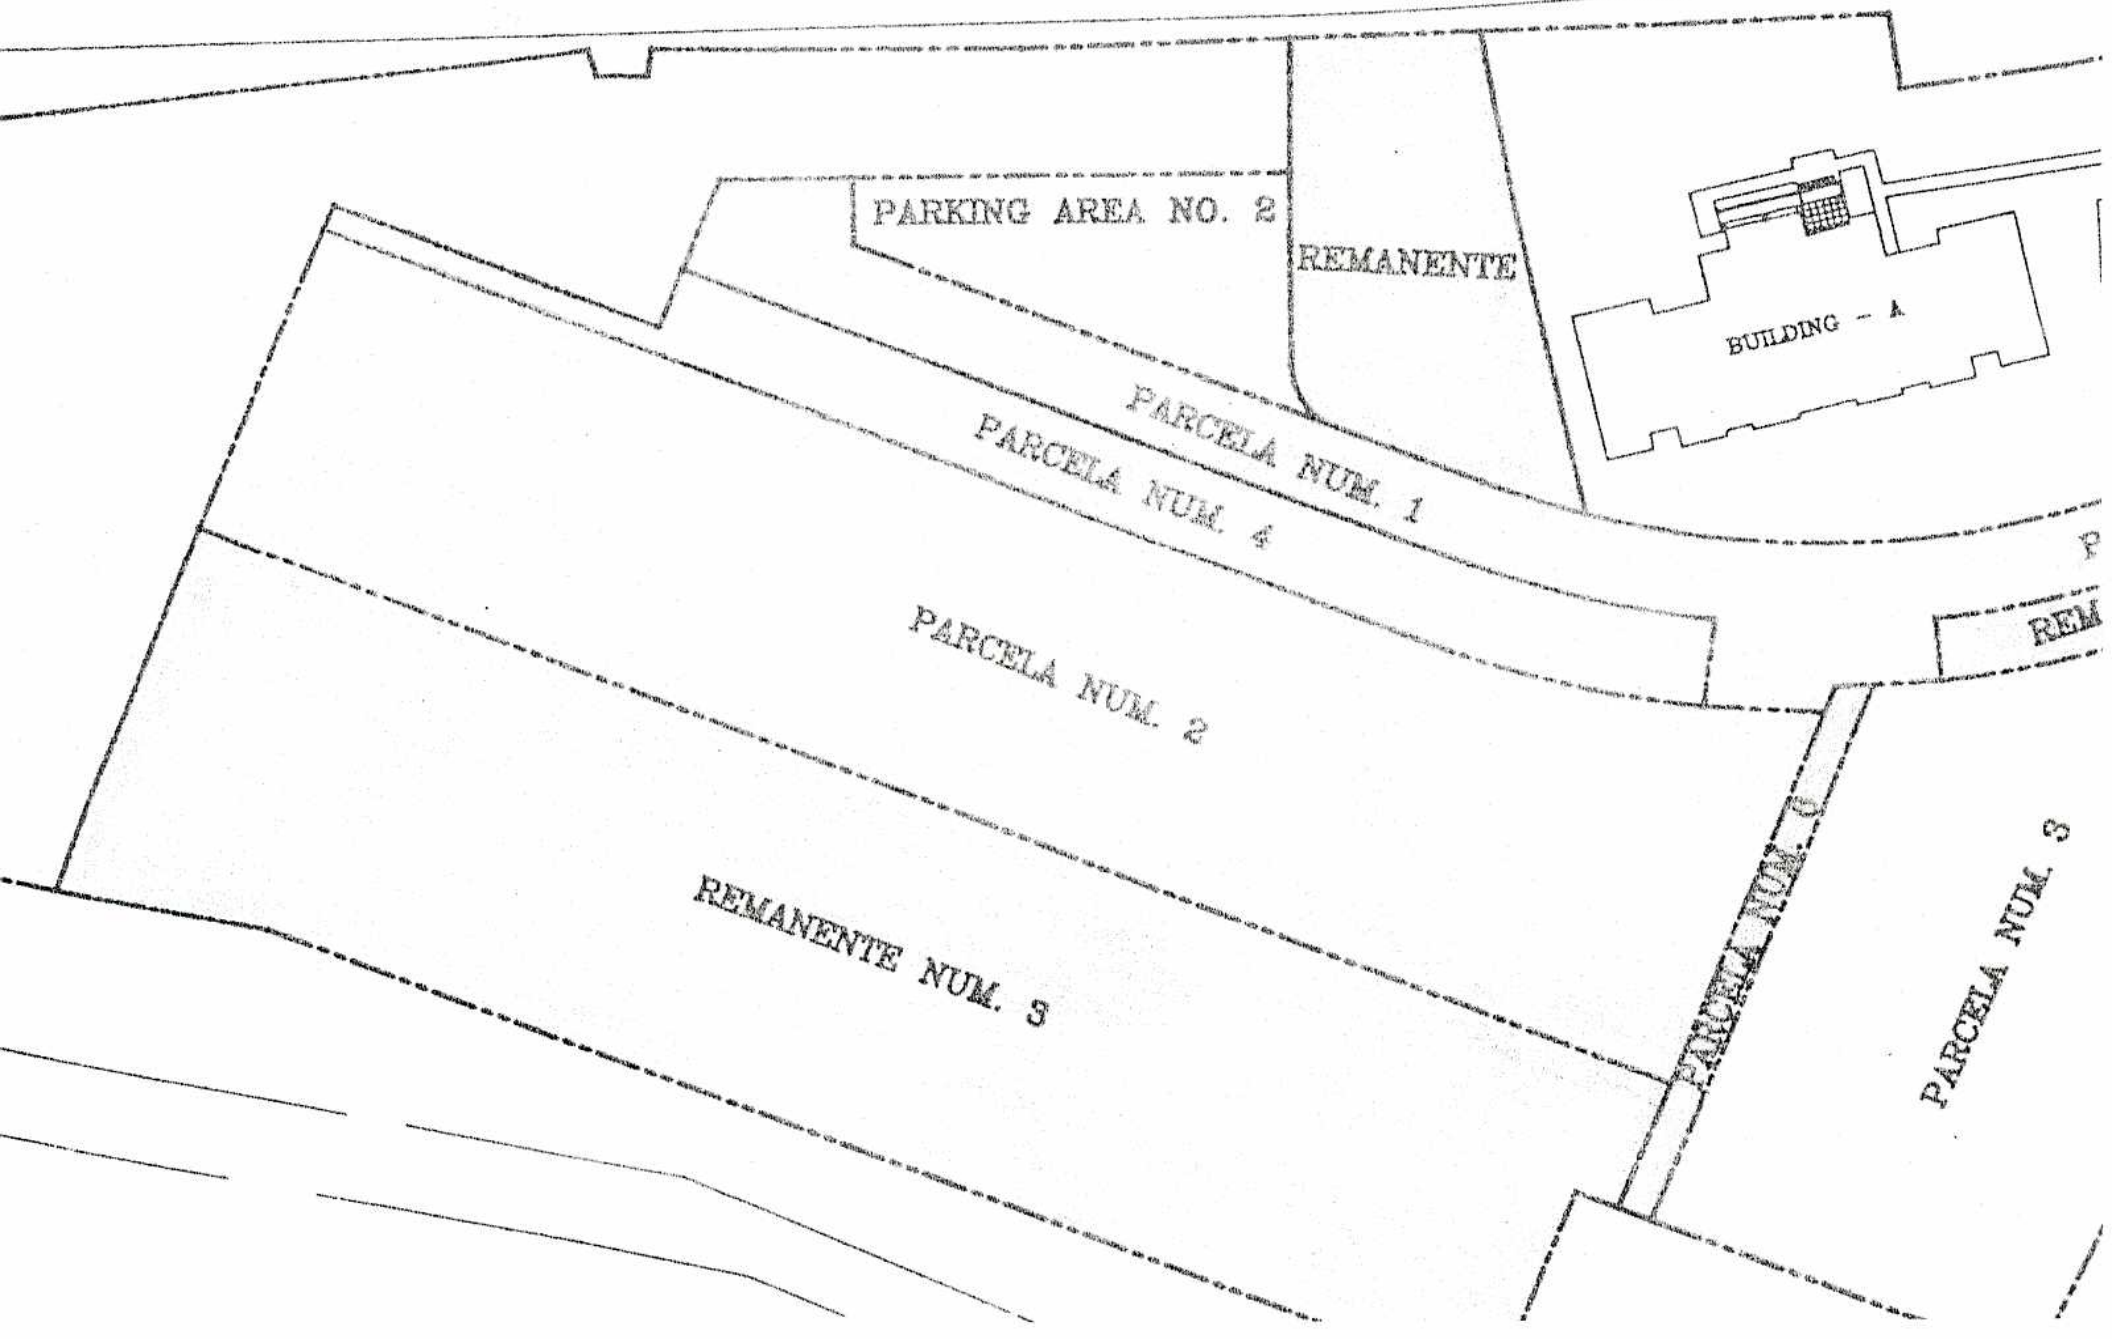 PARKING AREA NO. 2
REMANENTE
BUILDING - A
PARCELA NUM. 1
PARCELA NUM. 4
P
REM
PARCELA NUM. 2
PARCELA NUM.
PARCELA NUM. 3
REMANENTE NUM. 3